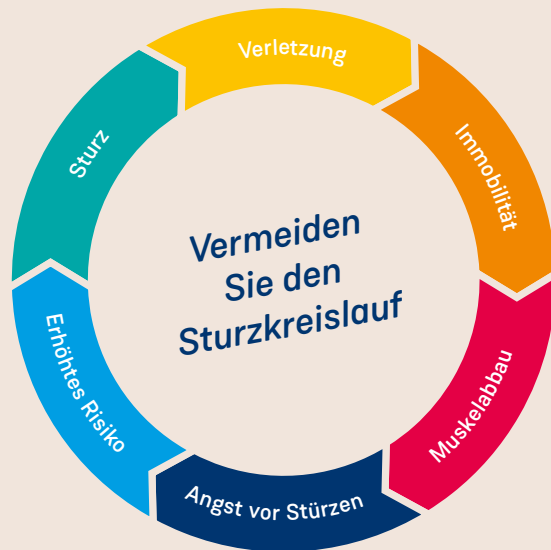 Verletzung
Immobilität
Muskelabbau
Angst vor Stürzen
Erhöhtes Risiko
Sturz
Vermeiden
Sie den
Sturzkreislauf